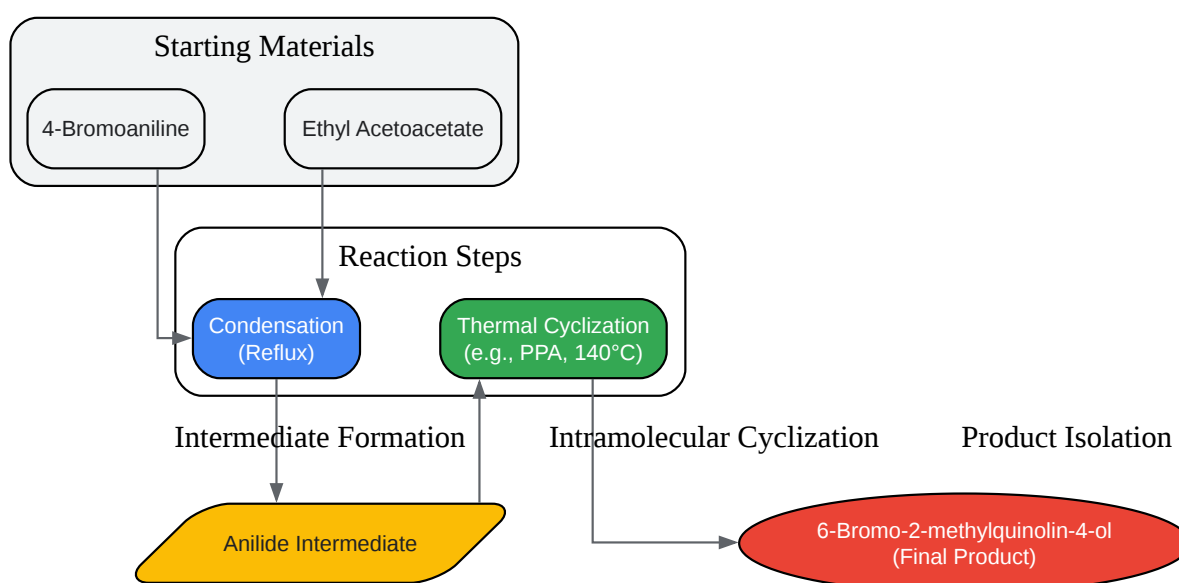 Starting Materials
4-Bromoaniline
Ethyl Acetoacetate
Reaction Steps
Condensation
(Reflux)
Thermal Cyclization
(e.g., PPA, 140°C)
Intermediate Formation
Intramolecular Cyclization
Product Isolation
Anilide Intermediate
6-Bromo-2-methylquinolin-4-ol
(Final Product)